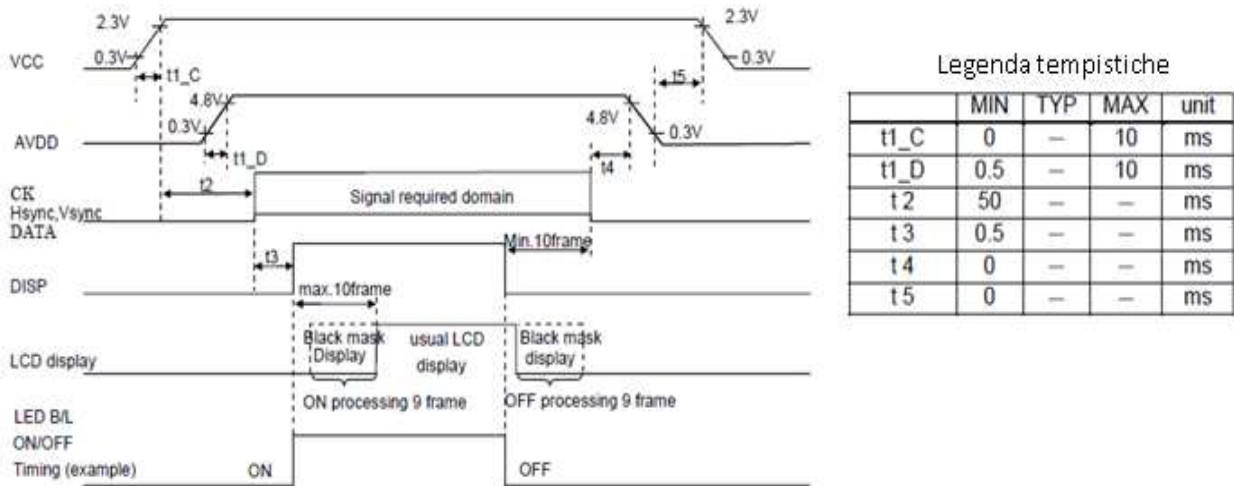 2.3V
2.3V
0.3V
0.3V
VCC
t1_C
t5
4.8V
4.8V
0.3V
0.3V
AVDD
t1_D
t4
t2
CK
Signal required domain
Hsync,Vsync
DATA
Min.10frame
t3
DISP
max.10frame
Black mask
Display
usual LCD
display
Black mask
display
LCD display
ON processing 9 frame
OFF processing 9 frame
LED B/L
ON/OFF
Timing (example)
ON
OFF
Legenda tempistiche
MIN TYP MAX unit
t1_C 0 — 10 ms
t1_D 0.5 — 10 ms
t 2 50 — — ms
t 3 0.5 — — ms
t 4 0 — — ms
t 5 0 — — ms